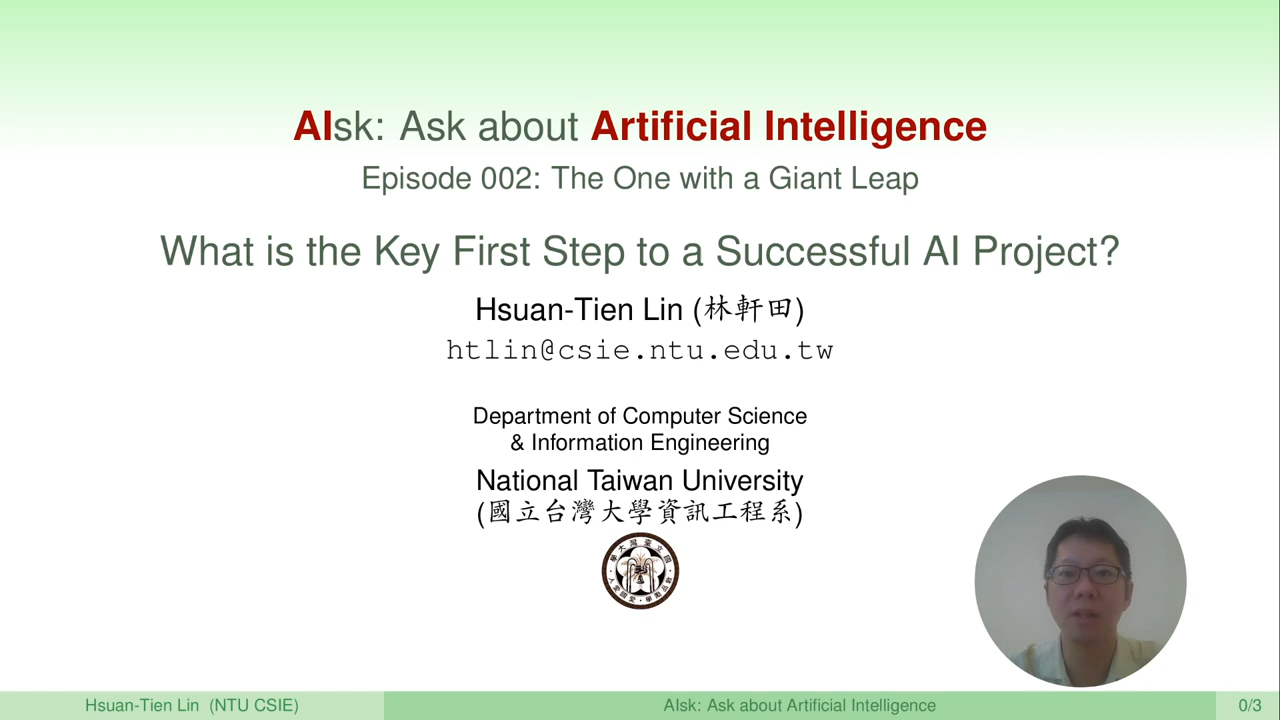 AIsk: Ask about Artificial Intelligence
Episode 002: The One with a Giant Leap
What is the Key First Step to a Successful AI Project?
Hsuan-Tien Lin (林軒田)
htlin@csie.ntu.edu.tw
Department of Computer Science
& Information Engineering
National Taiwan University
(國立台灣大學資訊工程系)
Hsuan-Tien Lin (NTU CSIE)
AIsk: Ask about Artificial Intelligence
0/3